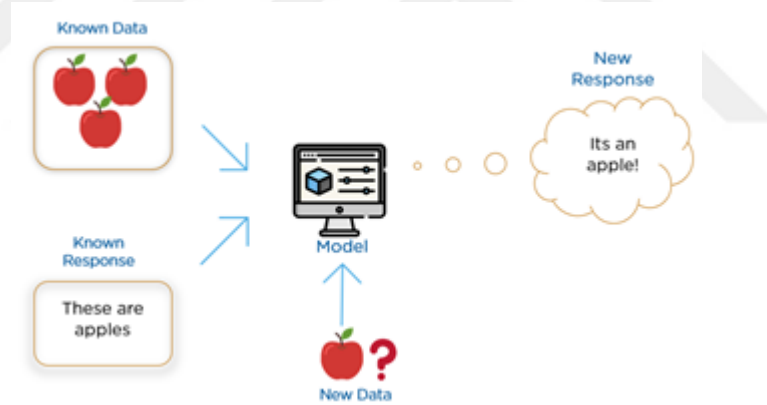 Known Data
New
Response
Its an
apple!
Known
Response
Model
These are
apples
?
New Data